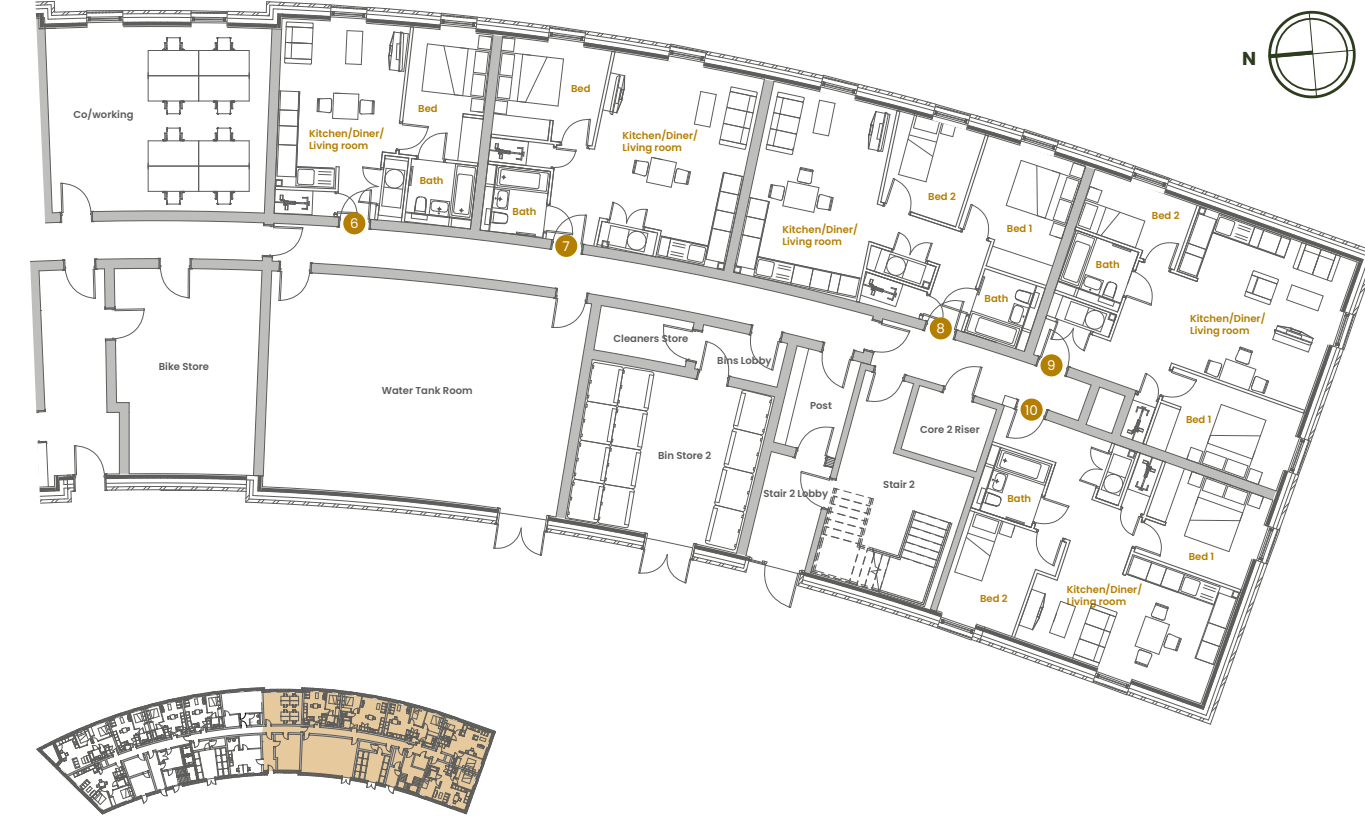 N
Co/working
Kitchen/Diner/
Living room
Bed
Bath
6
Bed
Kitchen/Diner/
Living room
Bath
7
Kitchen/Diner/
Living room
Bed 2
Bed 1
Bath
8
Bed 2
Bath
Kitchen/Diner/
Living room
Bed 1
9
10
Bike Store
Water Tank Room
Cleaners Store
Bins Lobby
Bin Store 2
Post
Stair 2 Lobby
Stair 2
Core 2 Riser
Bath
Bed 1
Bed 2
Kitchen/Diner/
Living room